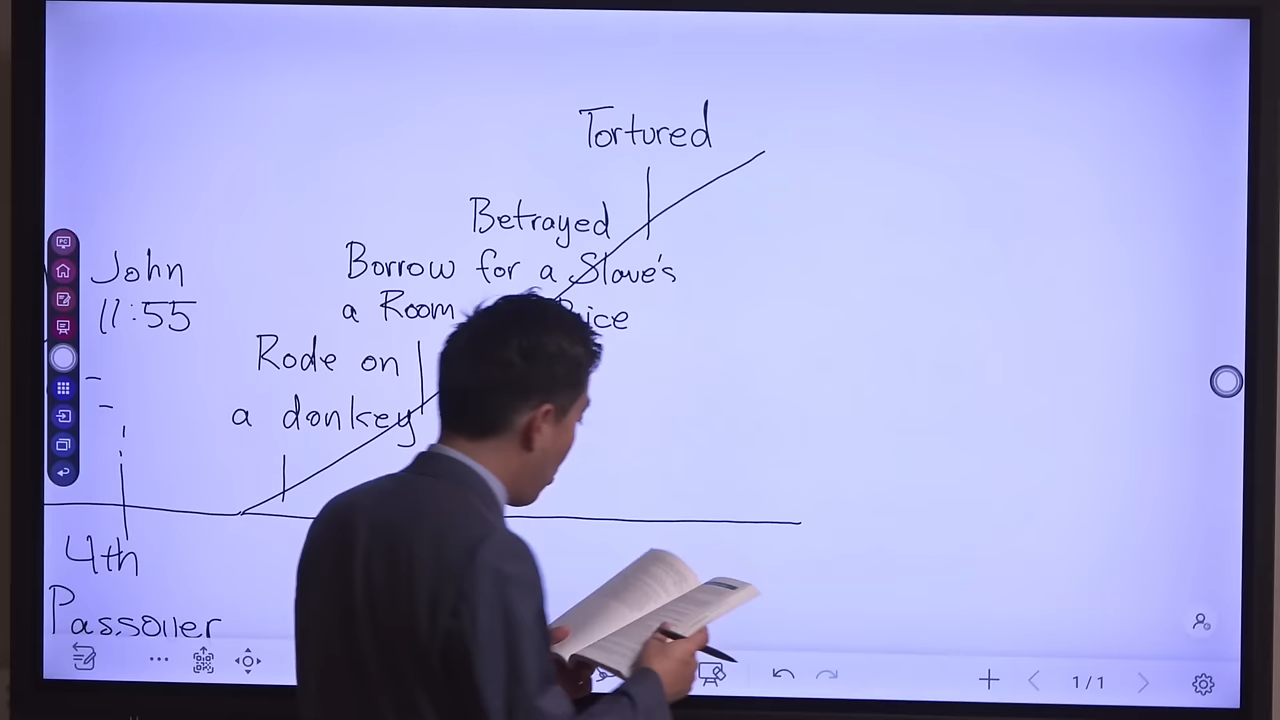 Tortured
Betrayed
for a Slave's
Borrow
a Room
John
11:55
Rode on
a donkey
4th
Passover
1/1